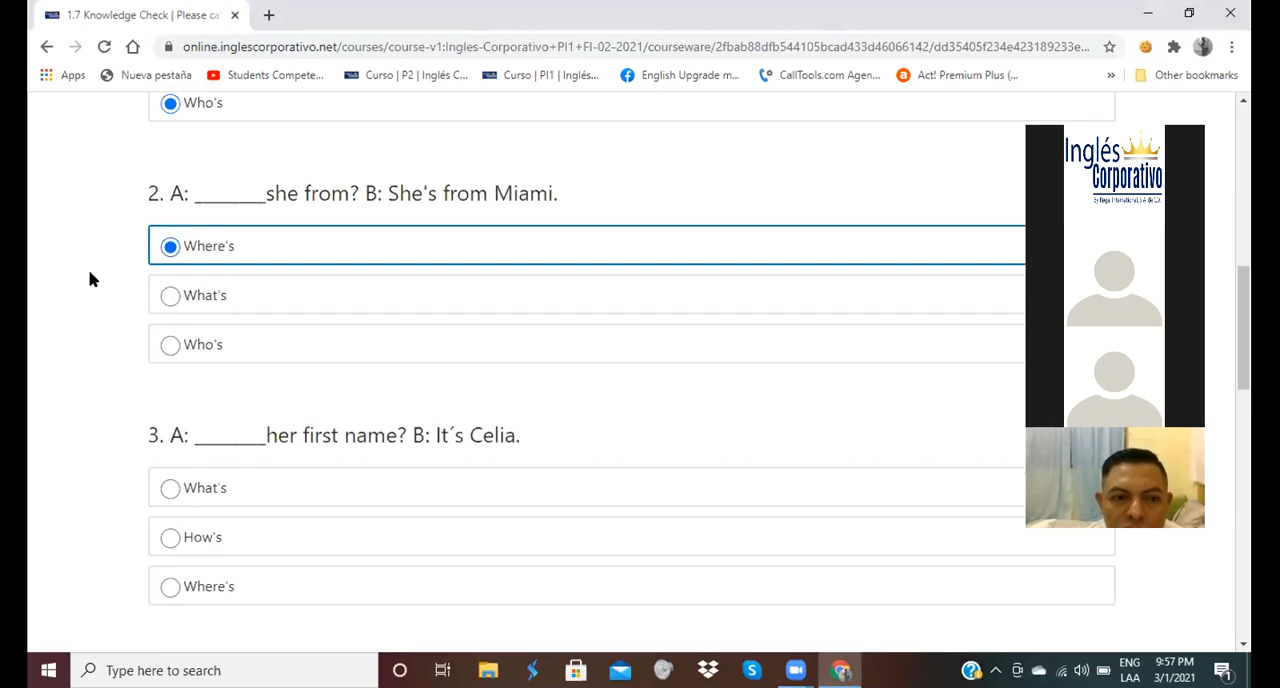 1.7 Knowledge Check | Please ca
online.inglescorporativo.net/courses/course-v1:Ingles-Corporativo+PI1+FI-02-2021/courseware/2fbab88dfb544105bcad433d46066142/dd35405f234e423189233e...
Apps Nueva pestaña Students Compete... Curso | P2 | Inglés C... Curso | PI1 | Inglés... English Upgrade m... CallTools.com Agen... Act! Premium Plus (... » Other bookmarks
Who's
Inglés
Corporativo
2. A: ________she from? B: She's from Miami.
Where's
What's
Who's
3. A: ________her first name? B: It´s Celia.
What's
How's
Where's
Type here to search
ENG
LAA
9:57 PM
3/1/2021
1